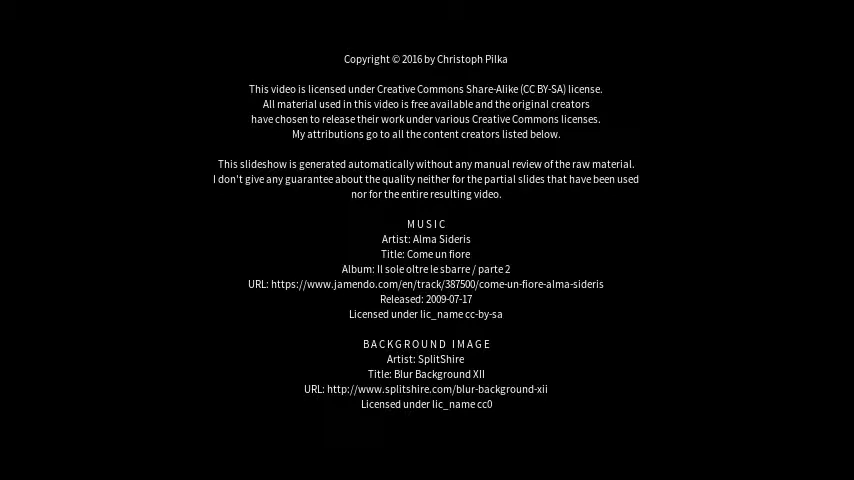 Copyright © 2016 by Christoph Pilka
This video is licensed under Creative Commons Share-Alike (CC BY-SA) license.
All material used in this video is free available and the original creators
have chosen to release their work under various Creative Commons licenses.
My attributions go to all the content creators listed below.
This slideshow is generated automatically without any manual review of the raw material.
I don't give any guarantee about the quality neither for the partial slides that have been used
nor for the entire resulting video.
MUSIC
Artist: Alma Sideris
Title: Come un fiore
Album: Il sole oltre le sbarre / parte 2
URL: https://www.jamendo.com/en/track/387500/come-un-fiore-alma-sideris
Released: 2009-07-17
Licensed under lic_name cc-by-sa
BACKGROUND IMAGE
Artist: SplitShire
Title: Blur Background XII
URL: http://www.splitshire.com/blur-background-xii
Licensed under lic_name cc0